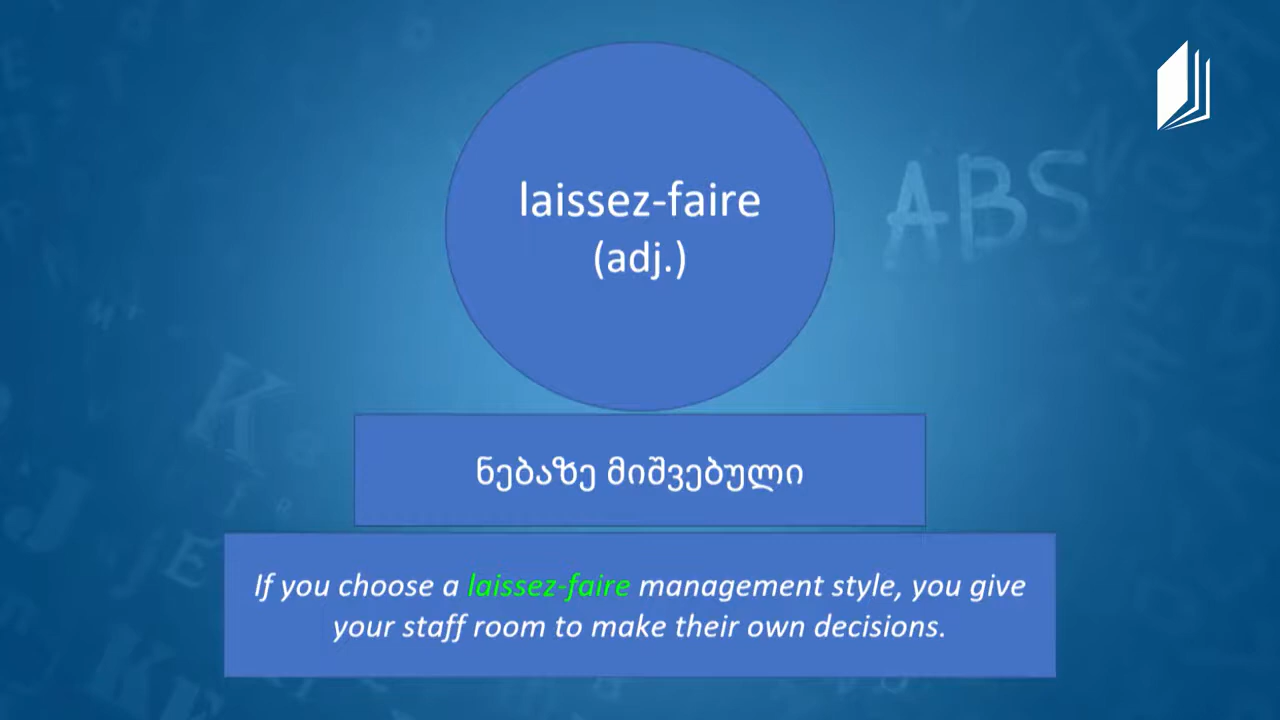 laissez-faire
(adj.)
ABS
ნებაზე მიშვებული
If you choose a laissez-faire management style, you give
your staff room to make their own decisions.